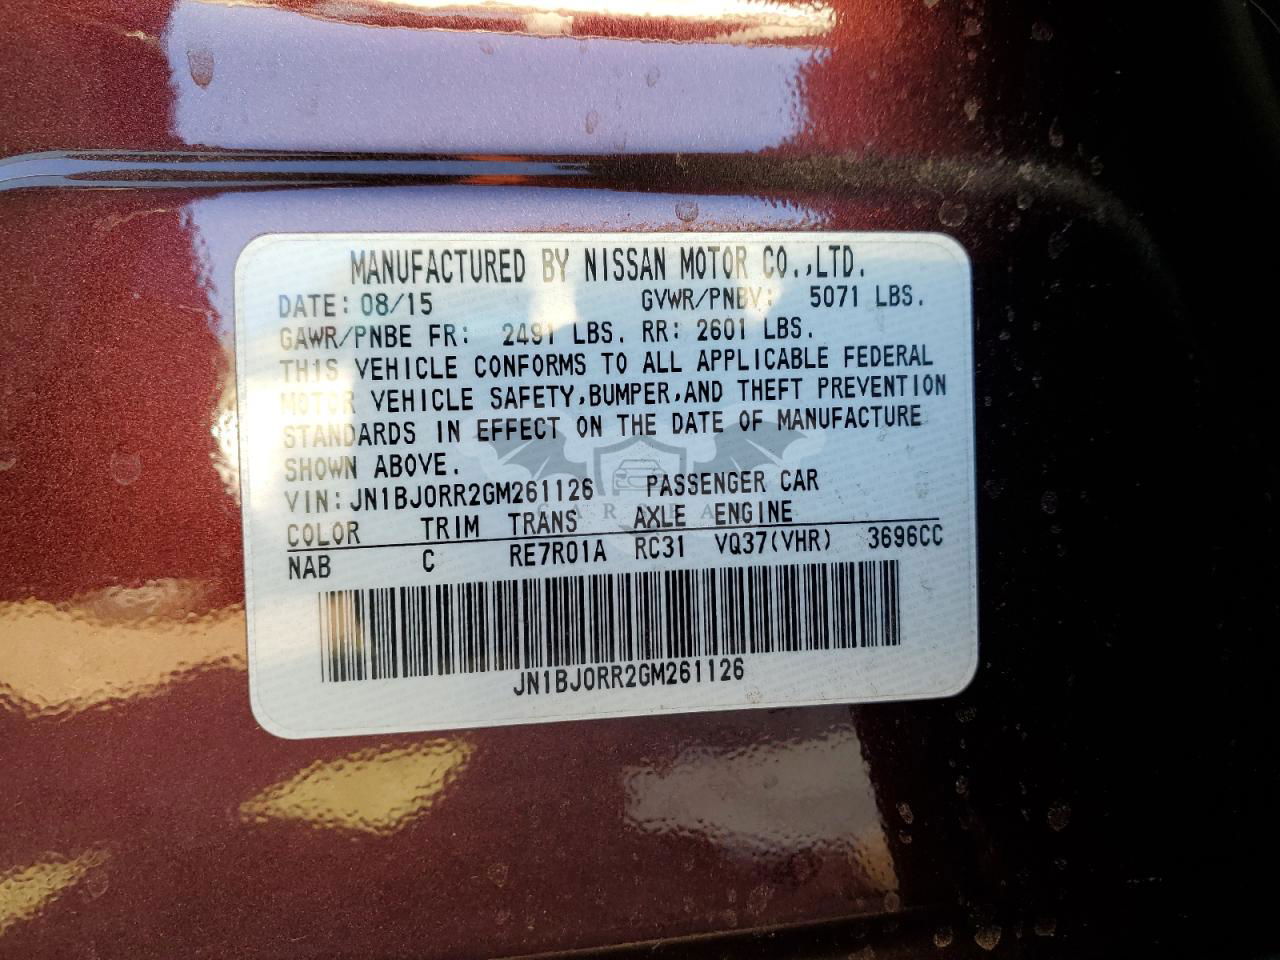 MANUFACTURED BY NISSAN MOTOR CO.,LTD.
DATE: 08/15 GVWR/PNBV: 5071 LBS.
GAWR/PNBE FR: 2491 LBS. RR: 2601 LBS.
THIS VEHICLE CONFORMS TO ALL APPLICABLE FEDERAL
MOTOR VEHICLE SAFETY,BUMPER,AND THEFT PREVENTION
STANDARDS IN EFFECT ON THE DATE OF MANUFACTURE
SHOWN ABOVE.
VIN: JN1BJ0RR2GM261126 PASSENGER CAR
COLOR TRIM TRANS AXLE ENGINE
NAB C RE7R01A RC31 VQ37(VHR) 3696CC
JN1BJ0RR2GM261126